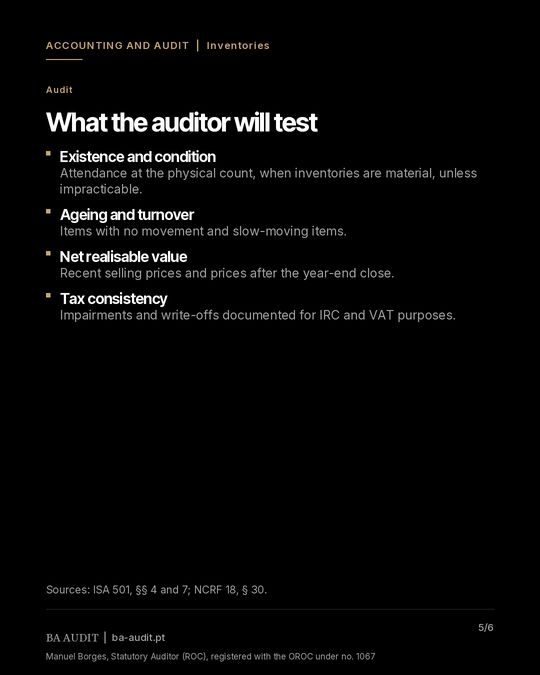 ACCOUNTING AND AUDIT | Inventories
Audit
What the auditor will test
Existence and condition
Attendance at the physical count, when inventories are material, unless
impracticable.
Ageing and turnover
Items with no movement and slow-moving items.
Net realisable value
Recent selling prices and prices after the year-end close.
Tax consistency
Impairments and write-offs documented for IRC and VAT purposes.
Sources: ISA 501, §§ 4 and 7; NCRF 18, § 30.
5/6
BA AUDIT | ba-audit.pt
Manuel Borges, Statutory Auditor (ROC), registered with the OROC under no. 1067